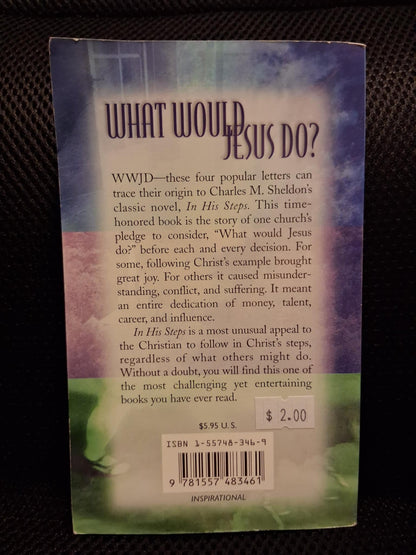 WHAT WOULD
JESUS DO?
WWJD—these four popular letters can
trace their origin to Charles M. Sheldon's
classic novel, In His Steps. This time-
honored book is the story of one church's
pledge to consider, "What would Jesus
do?" before each and every decision. For
some, following Christ's example brought
great joy. For others it caused misunder-
standing, conflict, and suffering. It meant
an entire dedication of money, talent,
career, and influence.
In His Steps is a most unusual appeal to
the Christian to follow in Christ's steps,
regardless of what others might do.
Without a doubt, you will find this one of
the most challenging yet entertaining
books you have ever read.
$ 2.00
$5.95 U.S.
ISBN 1-55748-346-9
9 781557 483461
INSPIRATIONAL